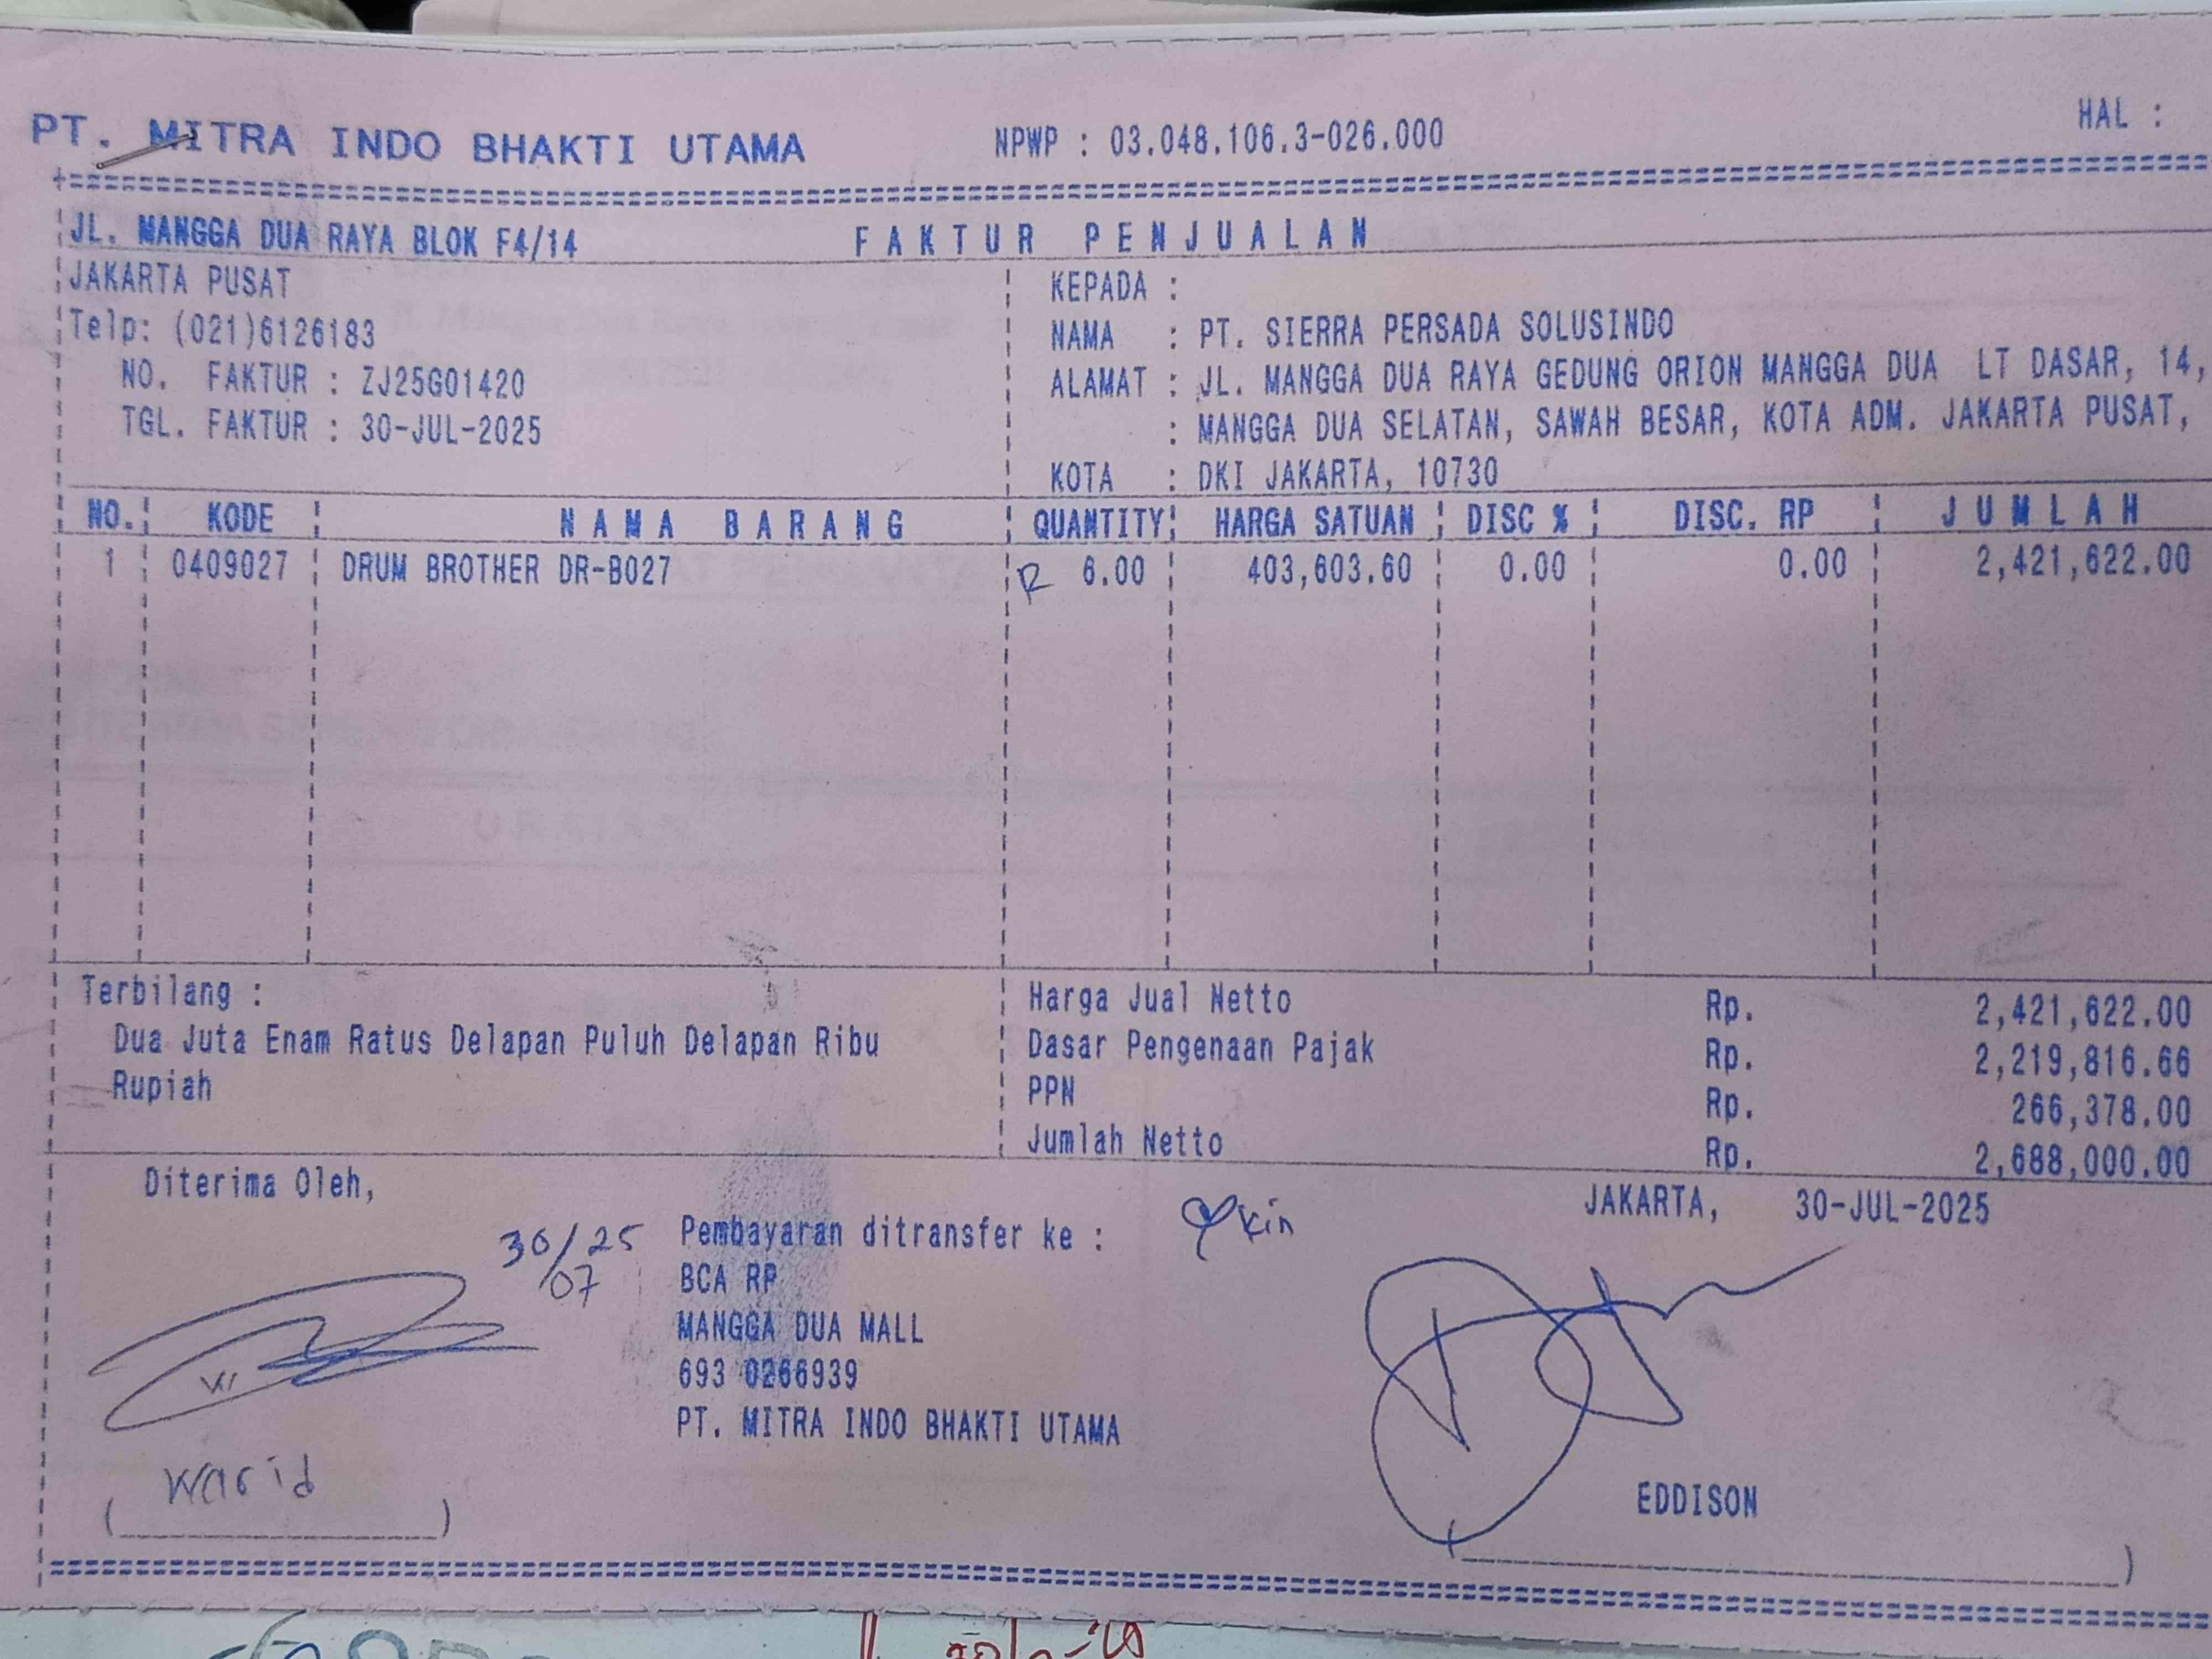 PT. MITRA INDO BHAKTI UTAMA NPWP : 03.048.106.3-026.000 HAL :
JL. MANGGA DUA RAYA BLOK F4/14 FAKTUR PENJUALAN
JAKARTA PUSAT
Telp: (021)6126183
NO. FAKTUR : ZJ25G01420
TGL. FAKTUR : 30-JUL-2025
KEPADA :
NAMA : PT. SIERRA PERSADA SOLUSINDO
ALAMAT : JL. MANGGA DUA RAYA GEDUNG ORION MANGGA DUA LT DASAR, 14,
: MANGGA DUA SELATAN, SAWAH BESAR, KOTA ADM. JAKARTA PUSAT,
KOTA : DKI JAKARTA, 10730
NO. KODE NAMA BARANG QUANTITY HARGA SATUAN DISC % DISC. RP JUMLAH
1 0409027 DRUM BROTHER DR-B027 R 6.00 403,603.60 0.00 0.00 2,421,622.00
Terbilang :
Dua Juta Enam Ratus Delapan Puluh Delapan Ribu
Rupiah
Harga Jual Netto Rp. 2,421,622.00
Dasar Pengenaan Pajak Rp. 2,219,816.66
PPN Rp. 266,378.00
Jumlah Netto Rp. 2,688,000.00
Diterima Oleh,
30/25
07
Warid
Pembayaran ditransfer ke :
BCA RP
MANGGA DUA MALL
693 0266939
PT. MITRA INDO BHAKTI UTAMA
JAKARTA, 30-JUL-2025
EDDISON